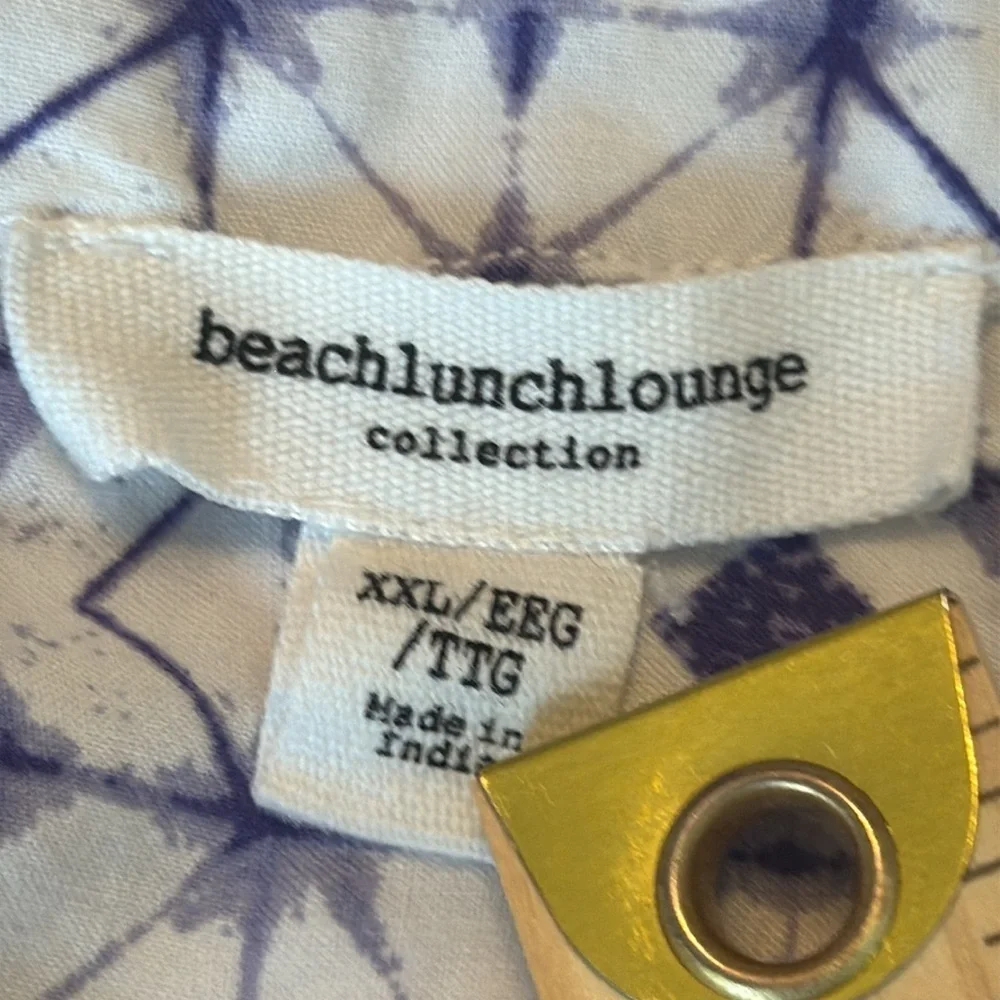 beachlunchlounge
collection
XXL/EEG
/TTG
Made in
India